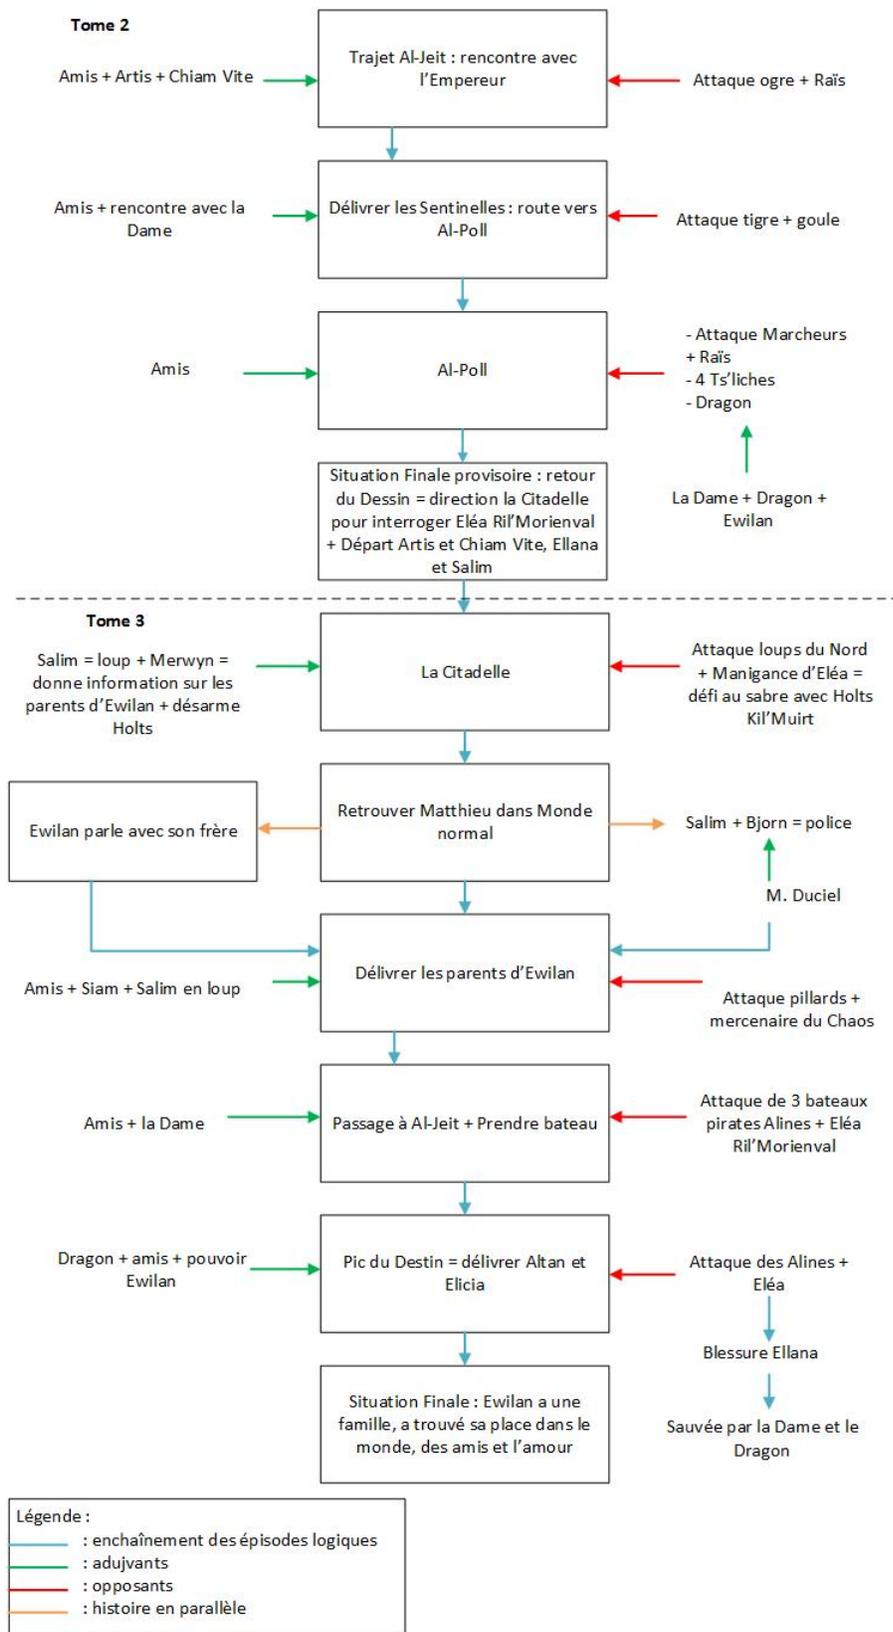 Tome 2
Trajet Al-Jeit : rencontre avec
l'Empereur
Amis + Artis + Chiam Vite
Attaque ogre + Raïs
Amis + rencontre avec la
Dame
Délivrer les Sentinelles : route vers
Al-Poll
Attaque tigre + goule
Amis
Al-Poll
- Attaque Marcheurs
+ Raïs
- 4 Ts'liches
- Dragon
La Dame + Dragon +
Ewilan
Situation Finale provisoire : retour
du Dessin = direction la Citadelle
pour interroger Eléa Ril'Morienval
+ Départ Artis et Chiam Vite, Ellana
et Salim
Tome 3
Salim = loup + Merwyn =
donne information sur les
parents d'Ewilan + désarme
Holts
La Citadelle
Attaque loups du Nord
+ Manigance d'Eléa =
défi au sabre avec Holts
Kil'Muirt
Ewilan parle avec son frère
Retrouver Matthieu dans Monde
normal
Salim + Bjorn = police
M. Duciel
Amis + Siam + Salim en loup
Délivrer les parents d'Ewilan
Attaque pillards +
mercenaire du Chaos
Amis + la Dame
Passage à Al-Jeit + Prendre bateau
Attaque de 3 bateaux
pirates Alines + Eléa
Ril'Morienval
Dragon + amis + pouvoir
Ewilan
Pic du Destin = délivrer Altan et
Elicia
Attaque des Alines +
Eléa
Blessure Ellana
Sauvée par la Dame et le
Dragon
Situation Finale : Ewilan a une
famille, a trouvé sa place dans le
monde, des amis et l'amour
Légende :
: enchaînement des épisodes logiques
: adujvants
: opposants
: histoire en parallèle